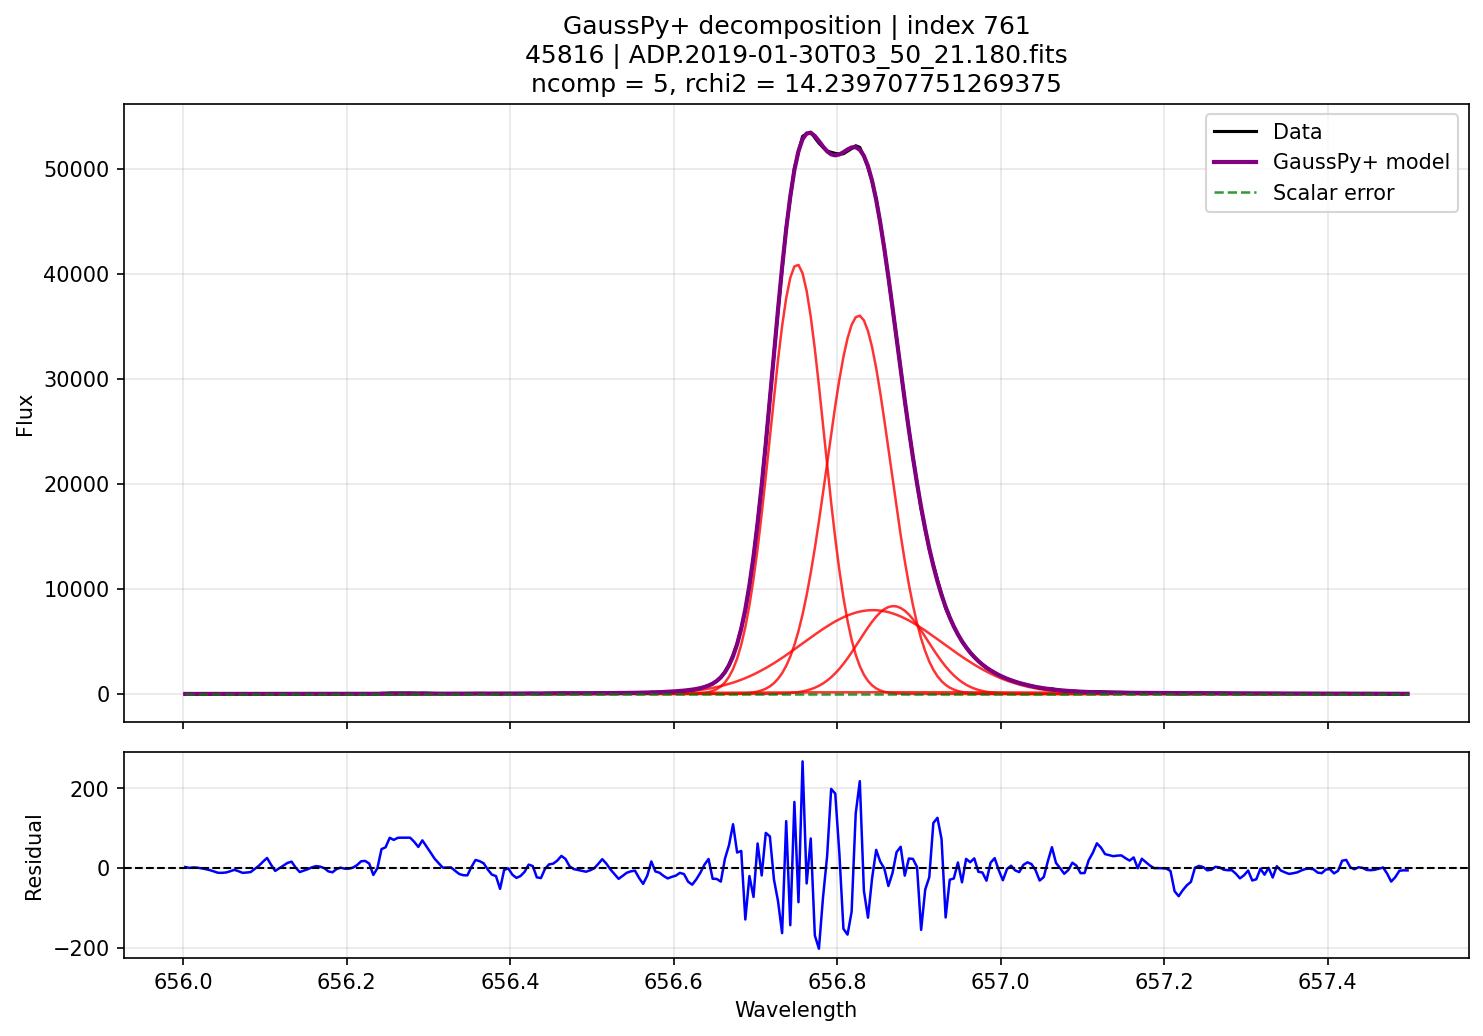 GaussPy+ decomposition | index 761
45816 | ADP.2019-01-30T03_50_21.180.fits
ncomp = 5, rchi2 = 14.239707751269375
Data
GaussPy+ model
Scalar error
Flux
50000
40000
30000
20000
10000
0
Residual
200
0
−200
656.0
656.2
656.4
656.6
656.8
657.0
657.2
657.4
Wavelength